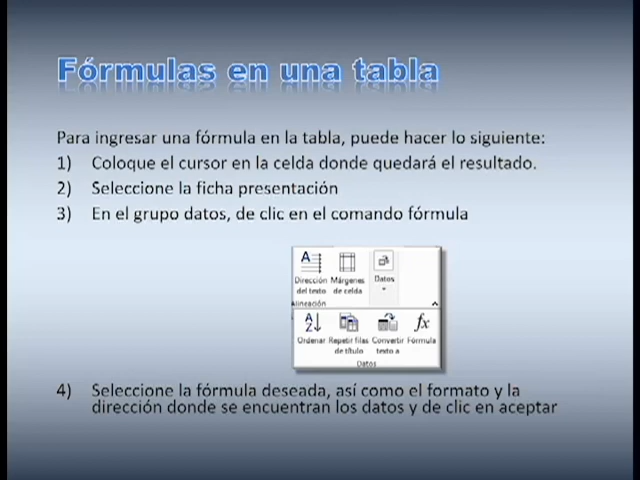 Fórmulas en una tabla
Para ingresar una fórmula en la tabla, puede hacer lo siguiente:
1) Coloque el cursor en la celda donde quedará el resultado.
2) Seleccione la ficha presentación
3) En el grupo datos, de clic en el comando fórmula
Dirección Márgenes Datos
del texto de celda
Alineación
Ordenar Repetir filas Convertir Fórmula
de título texto a
Datos
4) Seleccione la fórmula deseada, así como el formato y la
dirección donde se encuentran los datos y de clic en aceptar